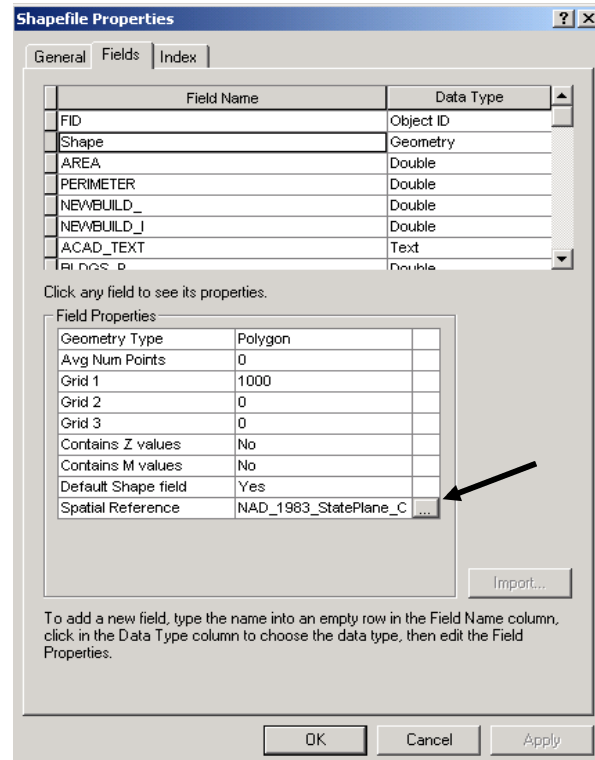 Shapefile Properties
General Fields Index
Field Name Data Type
FID Object ID
Shape Geometry
AREA Double
PERIMETER Double
NEWBUILD_ Double
NEWBUILD_I Double
ACAD_TEXT Text
BLDGS_P Double
Click any field to see its properties.
Field Properties
Geometry Type Polygon
Avg Num Points 0
Grid 1 1000
Grid 2 0
Grid 3 0
Contains Z values No
Contains M values No
Default Shape field Yes
Spatial Reference NAD_1983_StatePlane_C ...
Import...
To add a new field, type the name into an empty row in the Field Name column,
click in the Data Type column to choose the data type, then edit the Field
Properties.
OK Cancel Apply